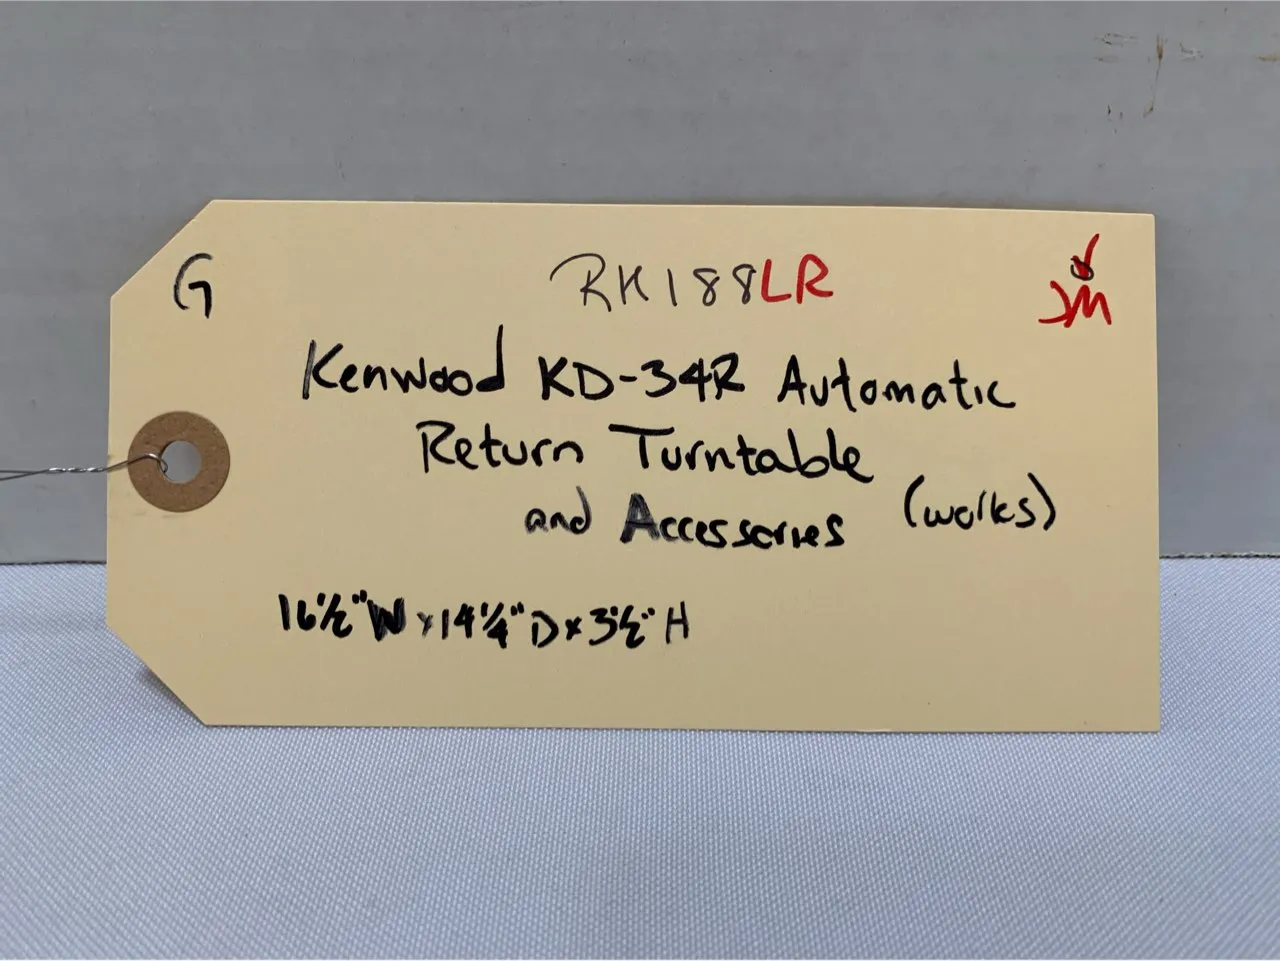 G RK188LR JM
Kenwood KD-34R Automatic
Return Turntable
and Accessories (works)
16½"W x 14¼"D x 3½"H